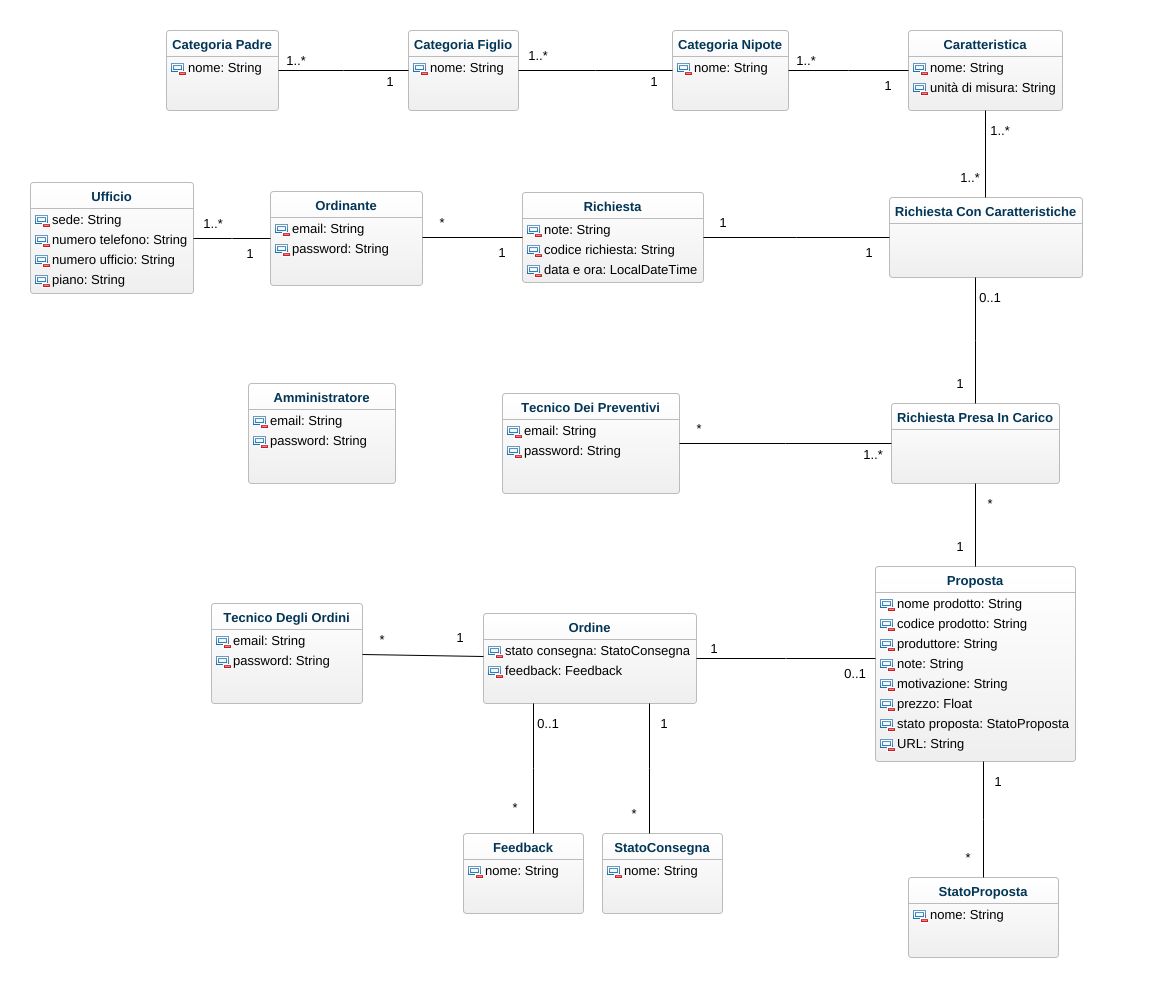 Categoria Padre
nome: String
1..*
1
Categoria Figlio
nome: String
1..*
1
Categoria Nipote
nome: String
1..*
1
Caratteristica
nome: String
unità di misura: String
1..*
1..*
Ufficio
sede: String
numero telefono: String
numero ufficio: String
piano: String
1..*
1
Ordinante
email: String
password: String
*
1
Richiesta
note: String
codice richiesta: String
data e ora: LocalDateTime
1
1
Richiesta Con Caratteristiche
0..1
1
Amministratore
email: String
password: String
Tecnico Dei Preventivi
email: String
password: String
*
1..*
Richiesta Presa In Carico
*
1
Tecnico Degli Ordini
email: String
password: String
*
1
Ordine
stato consegna: StatoConsegna
feedback: Feedback
1
0..1
Proposta
nome prodotto: String
codice prodotto: String
produttore: String
note: String
motivazione: String
prezzo: Float
stato proposta: StatoProposta
URL: String
0..1
*
1
*
1
*
Feedback
nome: String
StatoConsegna
nome: String
StatoProposta
nome: String